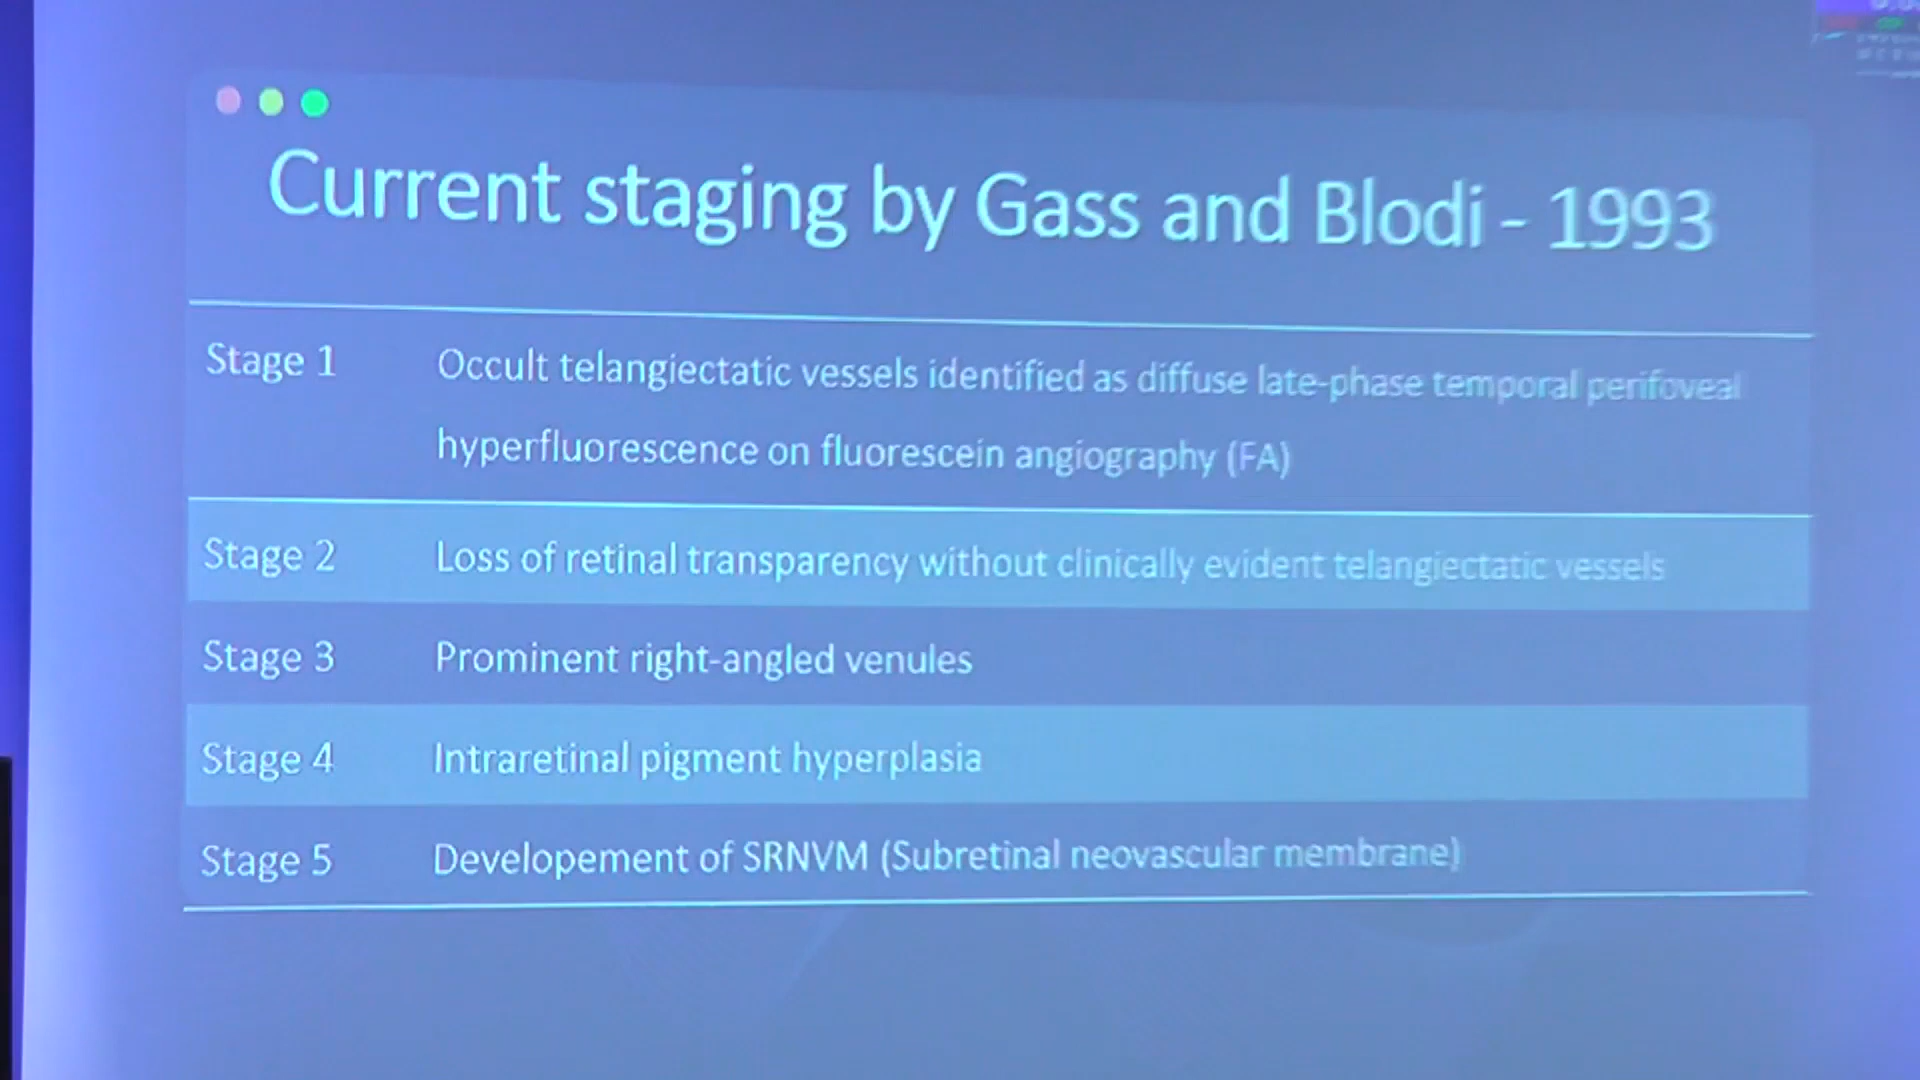 Current staging by Gass and Blodi - 1993
Stage 1 Occult telangiectatic vessels identified as diffuse late-phase temporal perifoveal
hyperfluorescence on fluorescein angiography (FA)
Stage 2 Loss of retinal transparency without clinically evident telangiectatic vessels
Stage 3 Prominent right-angled venules
Stage 4 Intraretinal pigment hyperplasia
Stage 5 Developement of SRNVM (Subretinal neovascular membrane)